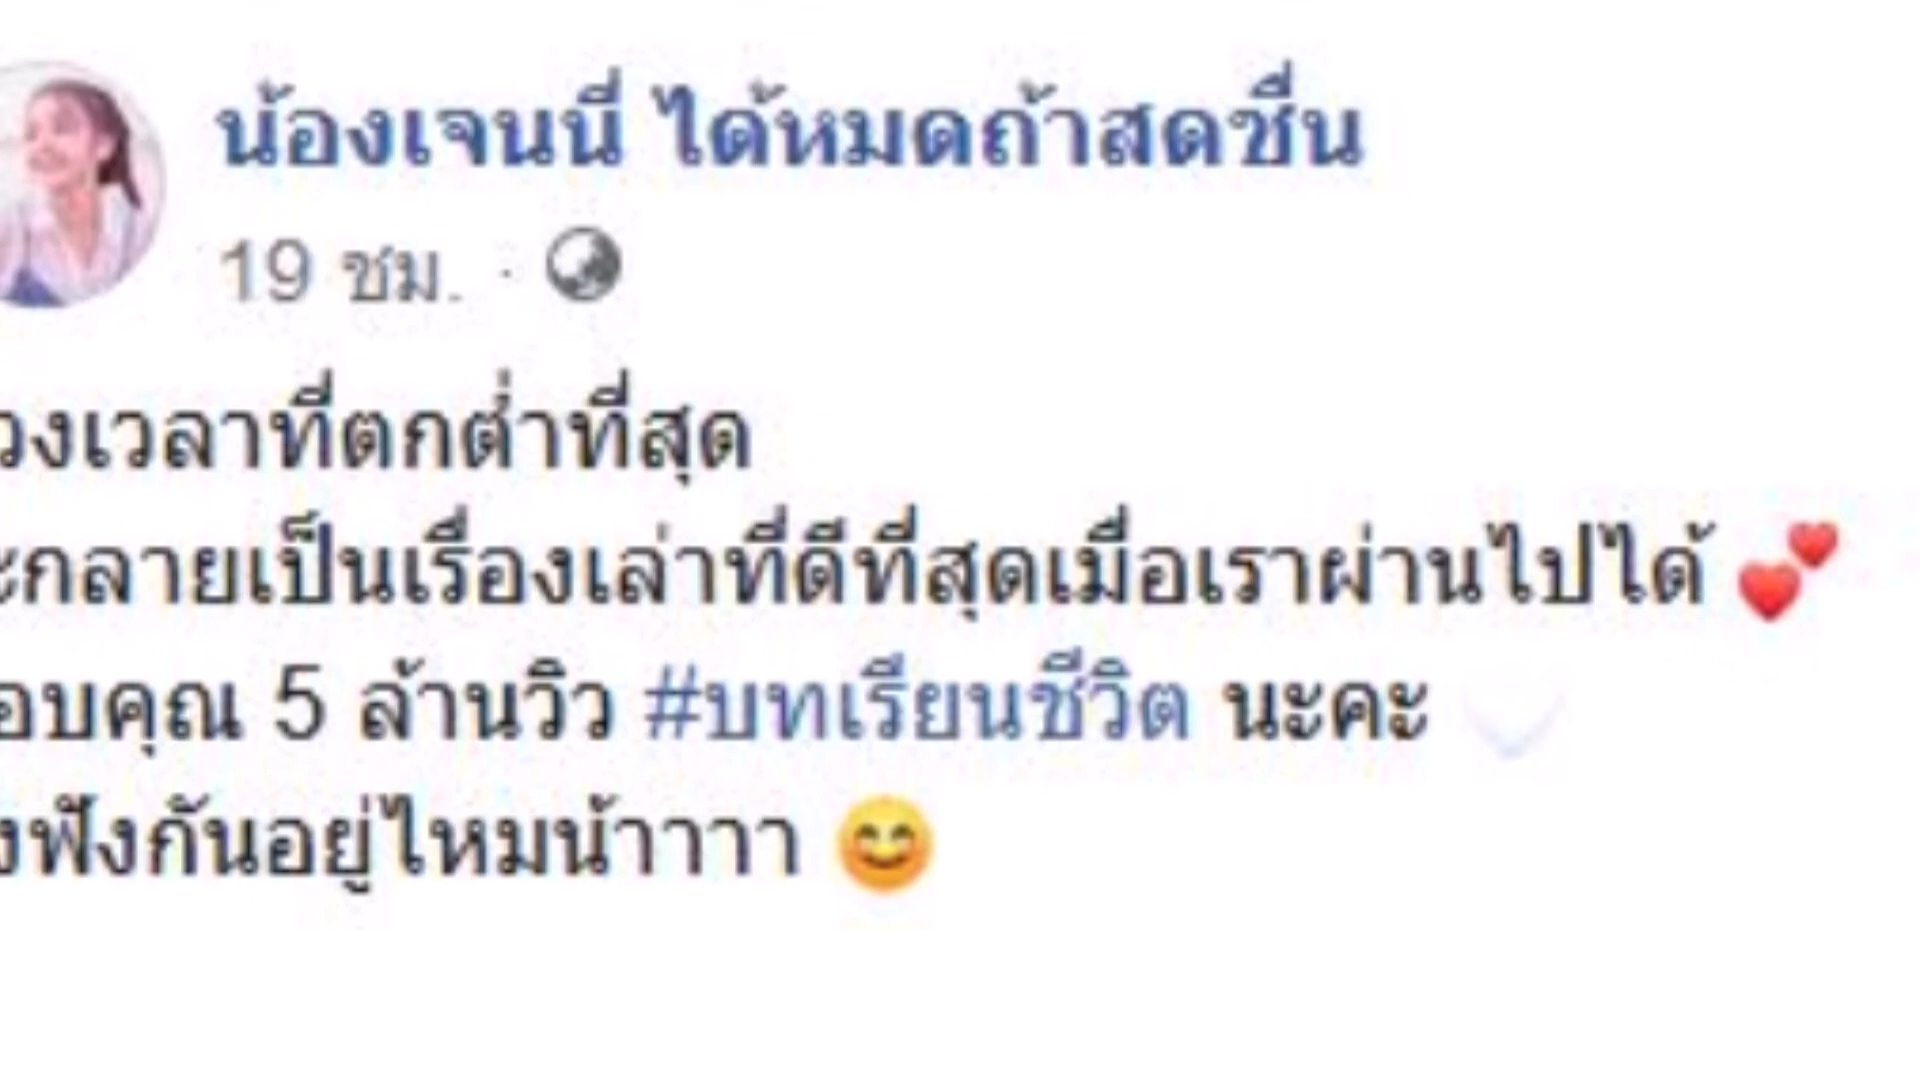 น้องเจนนี่ ได้หมดถ้าสดชื่น
19 ชม.
วงเวลาที่ตกต่ำที่สุด
ะกลายเป็นเรื่องเล่าที่ดีที่สุดเมื่อเราผ่านไปได้ 💕
อบคุณ 5 ล้านวิว #บทเรียนชีวิต นะคะ
งฟังกันอยู่ไหมน้าาาา 😊